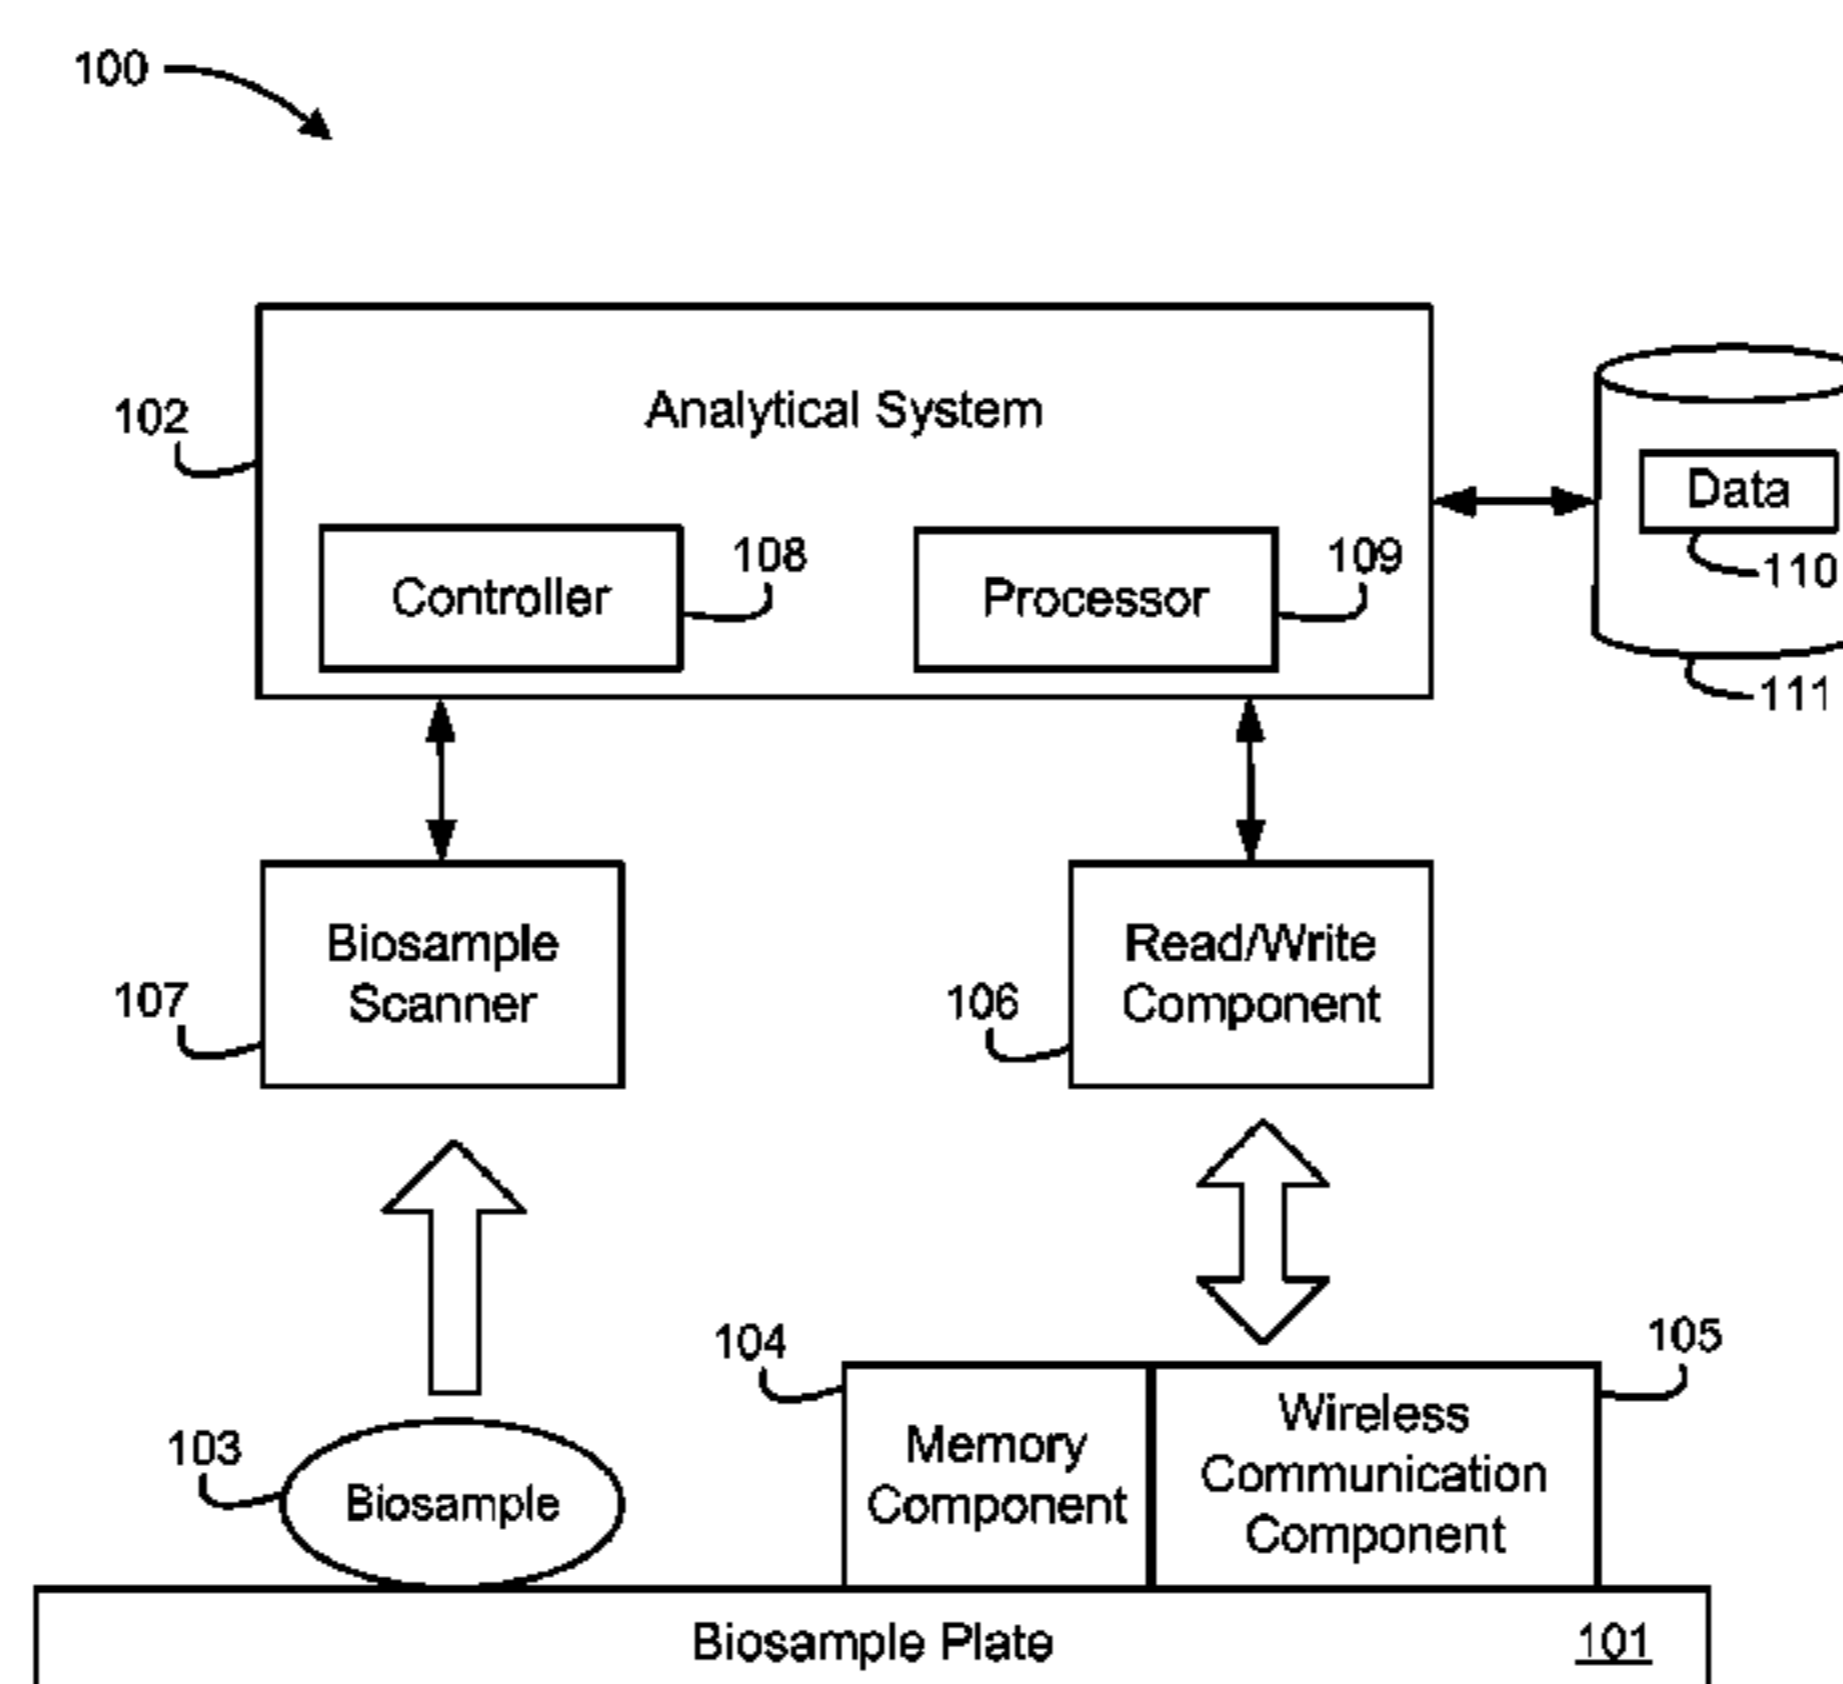 100
102
Analytical System
Data
110
Controller
108
Processor
109
111
Biosample
Scanner
107
Read/Write
Component
106
104
105
Memory
Component
Wireless
Communication
Component
103
Biosample
Biosample Plate
101